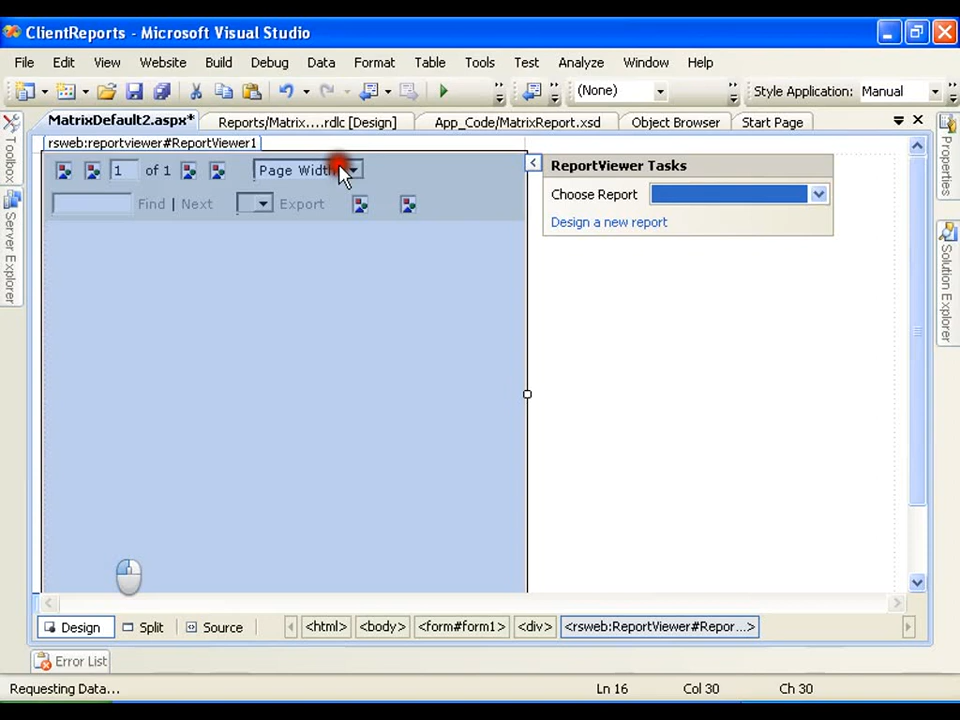 ClientReports - Microsoft Visual Studio
File Edit View Website Build Debug Data Format Table Tools Test Analyze Window Help
(None) Style Application: Manual
MatrixDefault2.aspx* Reports/Matrix....rdlc [Design] App_Code/MatrixReport.xsd Object Browser Start Page
Toolbox
Server Explorer
rsweb:reportviewer#ReportViewer1
1 of 1 Page Width
Find | Next Export
ReportViewer Tasks
Choose Report
Design a new report
Properties
Solution Explorer
Design Split Source <html> <body> <form#form1> <div> <rsweb:ReportViewer#Repor...>
Error List
Requesting Data... Ln 16 Col 30 Ch 30